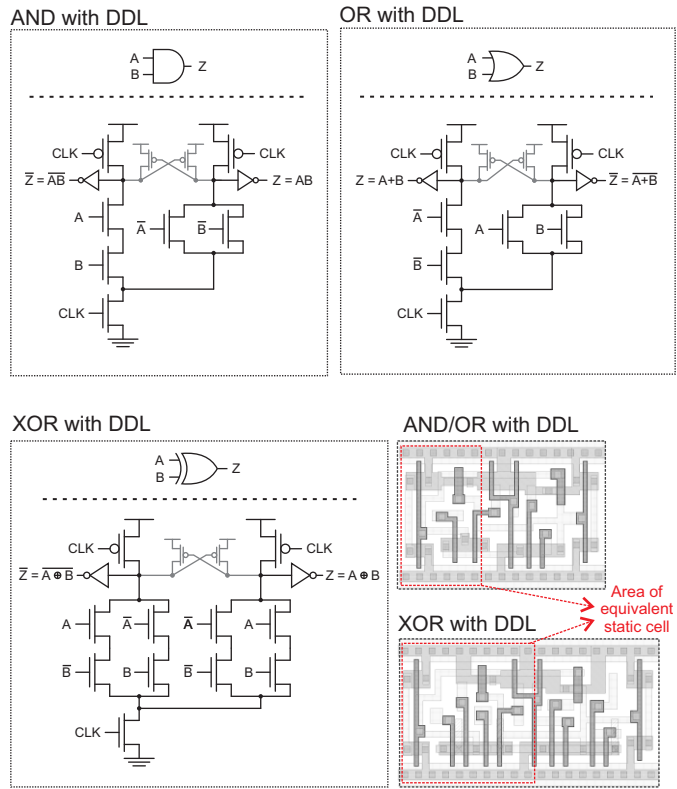 AND with DDL
A
B
Z
CLK
CLK
Z̅ = A̅B̅
Z = AB
A
A̅
B̅
B
CLK
OR with DDL
A
B
Z
CLK
CLK
Z = A+B
Z̅ = A̅+̅B̅
A̅
A
B
B̅
CLK
XOR with DDL
A
B
Z
CLK
CLK
Z̅ = A̅ ̅⊕̅ ̅B̅
Z = A ⊕ B
A
A̅
A̅
A
B̅
B
B̅
B
CLK
AND/OR with DDL
Area of
equivalent
static cell
XOR with DDL